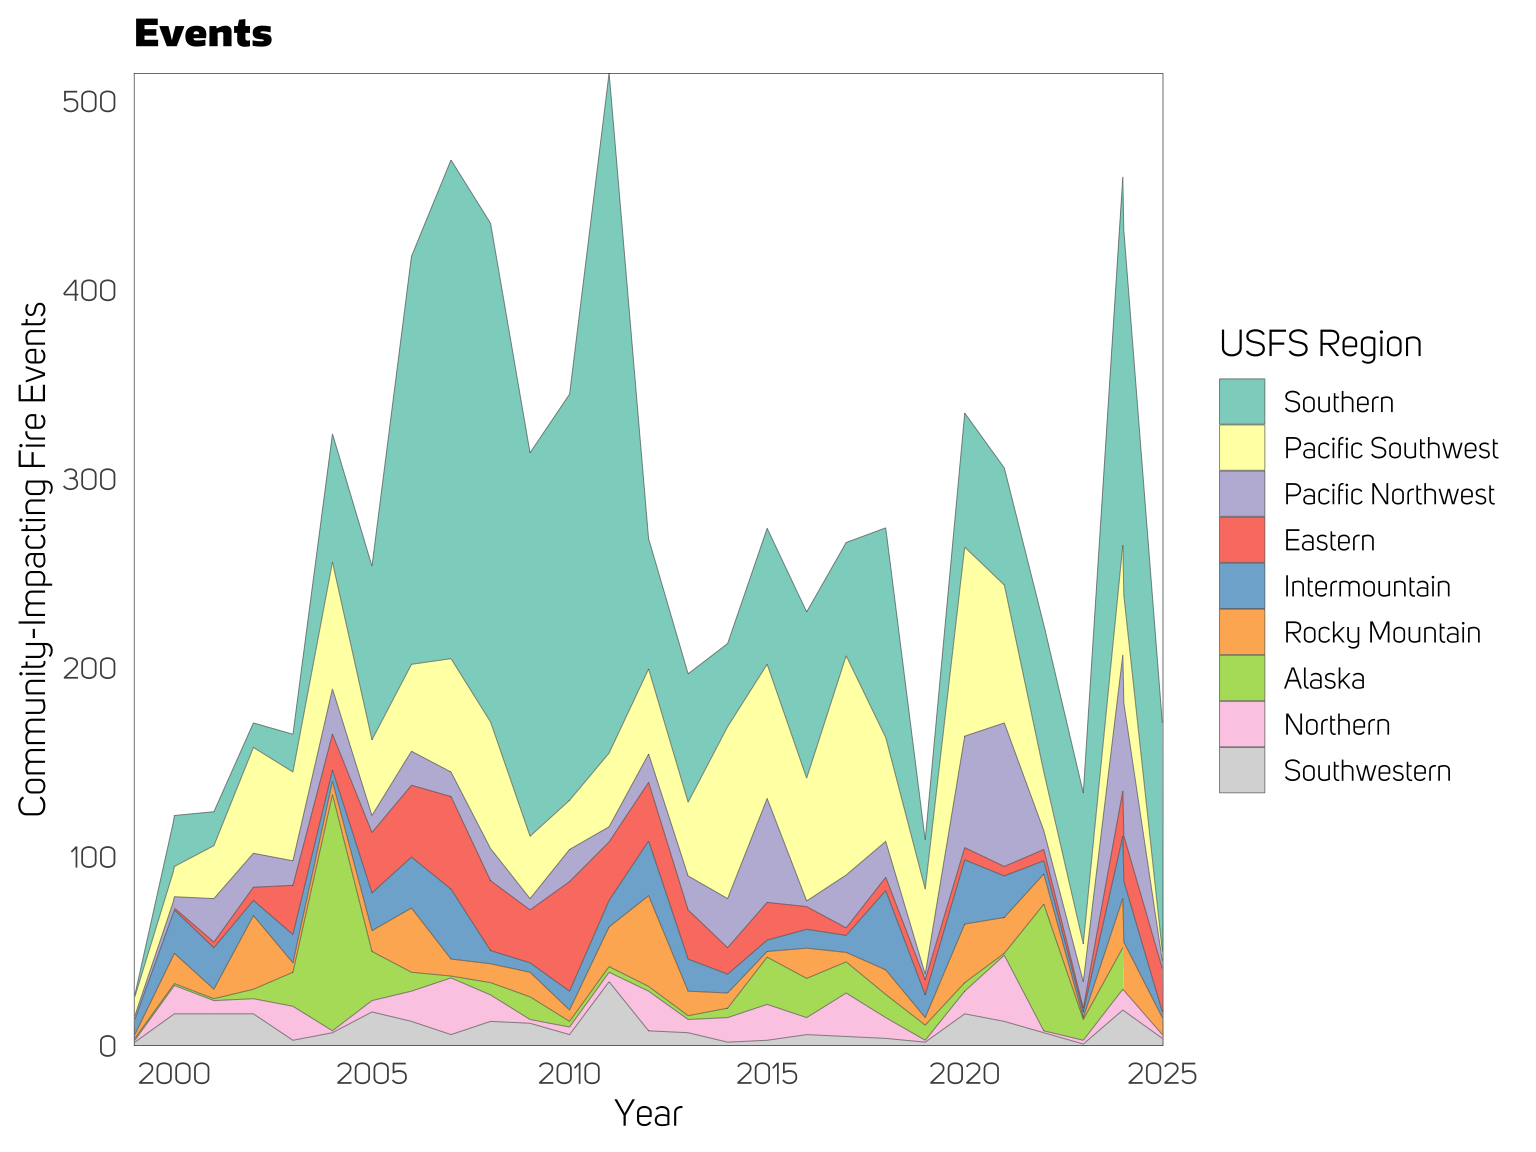 Events
Community-Impacting Fire Events
500
400
300
200
100
0
2000 2005 2010 2015 2020 2025
Year
USFS Region
Southern
Pacific Southwest
Pacific Northwest
Eastern
Intermountain
Rocky Mountain
Alaska
Northern
Southwestern